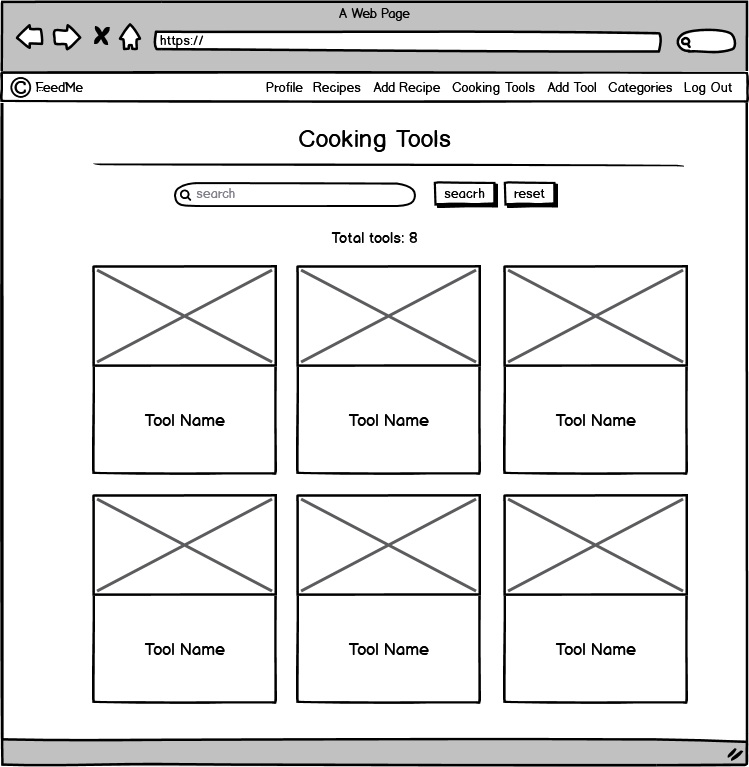 A Web Page
https://
© FeedMe Profile Recipes Add Recipe Cooking Tools Add Tool Categories Log Out
Cooking Tools
search seacrh reset
Total tools: 8
Tool Name Tool Name Tool Name
Tool Name Tool Name Tool Name